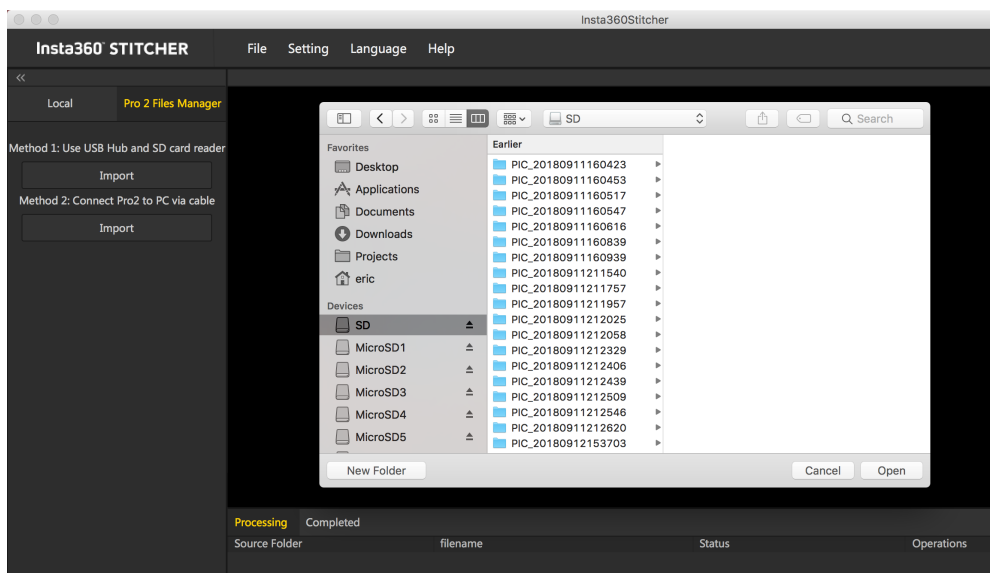 Insta360Stitcher
Insta360° STITCHER File Setting Language Help
«
Local Pro 2 Files Manager
Method 1: Use USB Hub and SD card reader
Import
Method 2: Connect Pro2 to PC via cable
Import
SD
Search
Favorites
Desktop
Applications
Documents
Downloads
Projects
eric
Devices
SD
MicroSD1
MicroSD2
MicroSD3
MicroSD4
MicroSD5
Earlier
PIC_20180911160423
PIC_20180911160453
PIC_20180911160517
PIC_20180911160547
PIC_20180911160616
PIC_20180911160839
PIC_20180911160939
PIC_20180911211540
PIC_20180911211757
PIC_20180911211957
PIC_20180911212025
PIC_20180911212058
PIC_20180911212329
PIC_20180911212406
PIC_20180911212439
PIC_20180911212509
PIC_20180911212546
PIC_20180911212620
PIC_20180912153703
New Folder Cancel Open
Processing Completed
Source Folder filename Status Operations